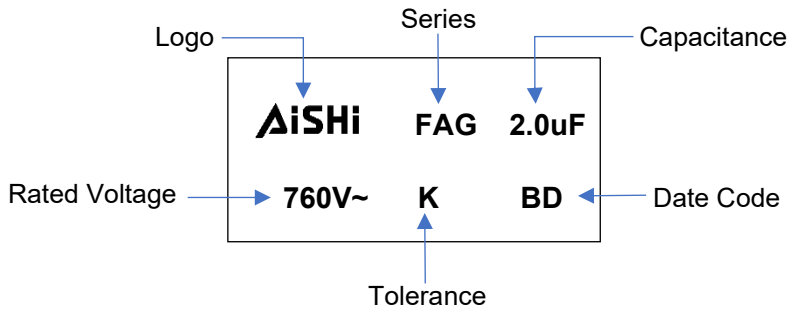 Series
Logo
Capacitance
AiSHi FAG 2.0uF
Rated Voltage 760V~ K BD Date Code
Tolerance